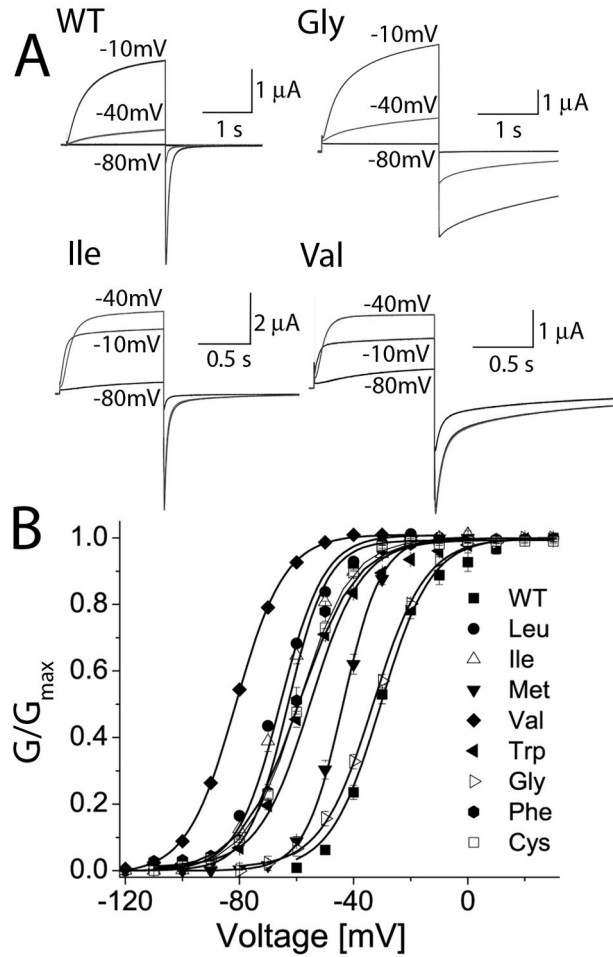 A
WT
-10mV
-40mV
-80mV
1 μA
1 s
Gly
-10mV
-40mV
-80mV
1 μA
1 s
Ile
-40mV
-10mV
-80mV
2 μA
0.5 s
Val
-40mV
-10mV
-80mV
1 μA
0.5 s
B
G/Gmax
1.0
0.8
0.6
0.4
0.2
0.0
WT
Leu
Ile
Met
Val
Trp
Gly
Phe
Cys
-120
-80
-40
0
Voltage [mV]